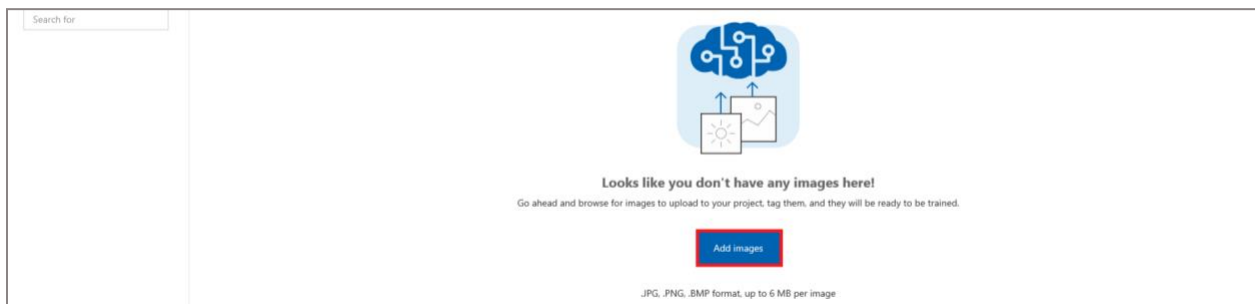 Search for
Looks like you don't have any images here!
Go ahead and browse for images to upload to your project, tag them, and they will be ready to be trained.
Add images
.JPG, .PNG, .BMP format, up to 6 MB per image